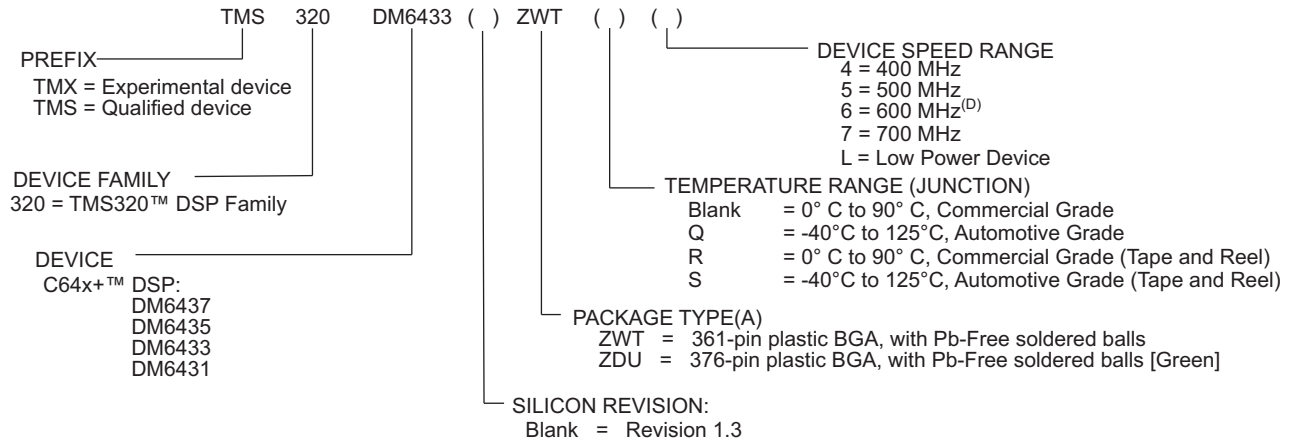 TMS 320 DM6433 ( ) ZWT ( ) ( )
PREFIX
TMX = Experimental device
TMS = Qualified device
DEVICE SPEED RANGE
4 = 400 MHz
5 = 500 MHz
6 = 600 MHz(D)
7 = 700 MHz
L = Low Power Device
DEVICE FAMILY
320 = TMS320™ DSP Family
TEMPERATURE RANGE (JUNCTION)
Blank = 0° C to 90° C, Commercial Grade
Q = -40°C to 125°C, Automotive Grade
R = 0° C to 90° C, Commercial Grade (Tape and Reel)
S = -40°C to 125°C, Automotive Grade (Tape and Reel)
DEVICE
C64x+™ DSP:
DM6437
DM6435
DM6433
DM6431
PACKAGE TYPE(A)
ZWT = 361-pin plastic BGA, with Pb-Free soldered balls
ZDU = 376-pin plastic BGA, with Pb-Free soldered balls [Green]
SILICON REVISION:
Blank = Revision 1.3